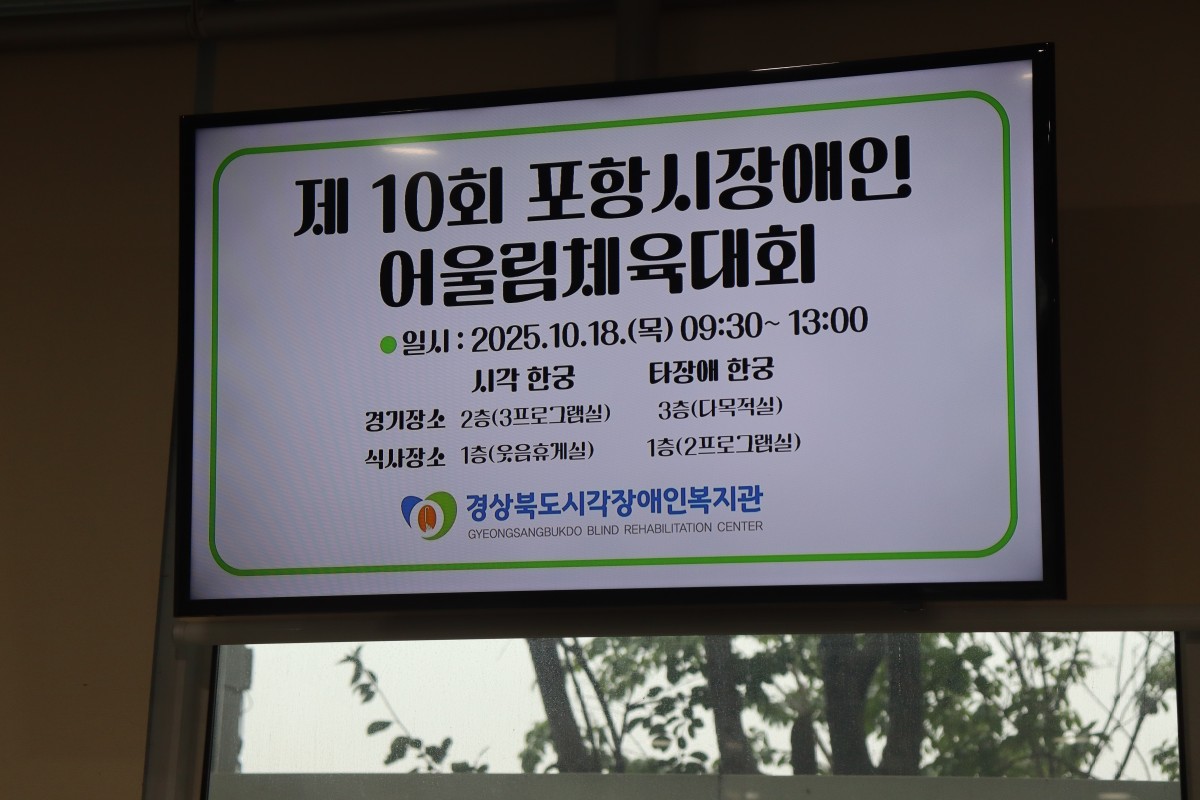 제 10회 포항시장애인
어울림체육대회
● 일시 : 2025.10.18.(목) 09:30~ 13:00
시각 한궁 타장애 한궁
경기장소 2층(3프로그램실) 3층(다목적실)
식사장소 1층(웃음휴게실) 1층(2프로그램실)
경상북도시각장애인복지관
GYEONGSANGBUKDO BLIND REHABILITATION CENTER